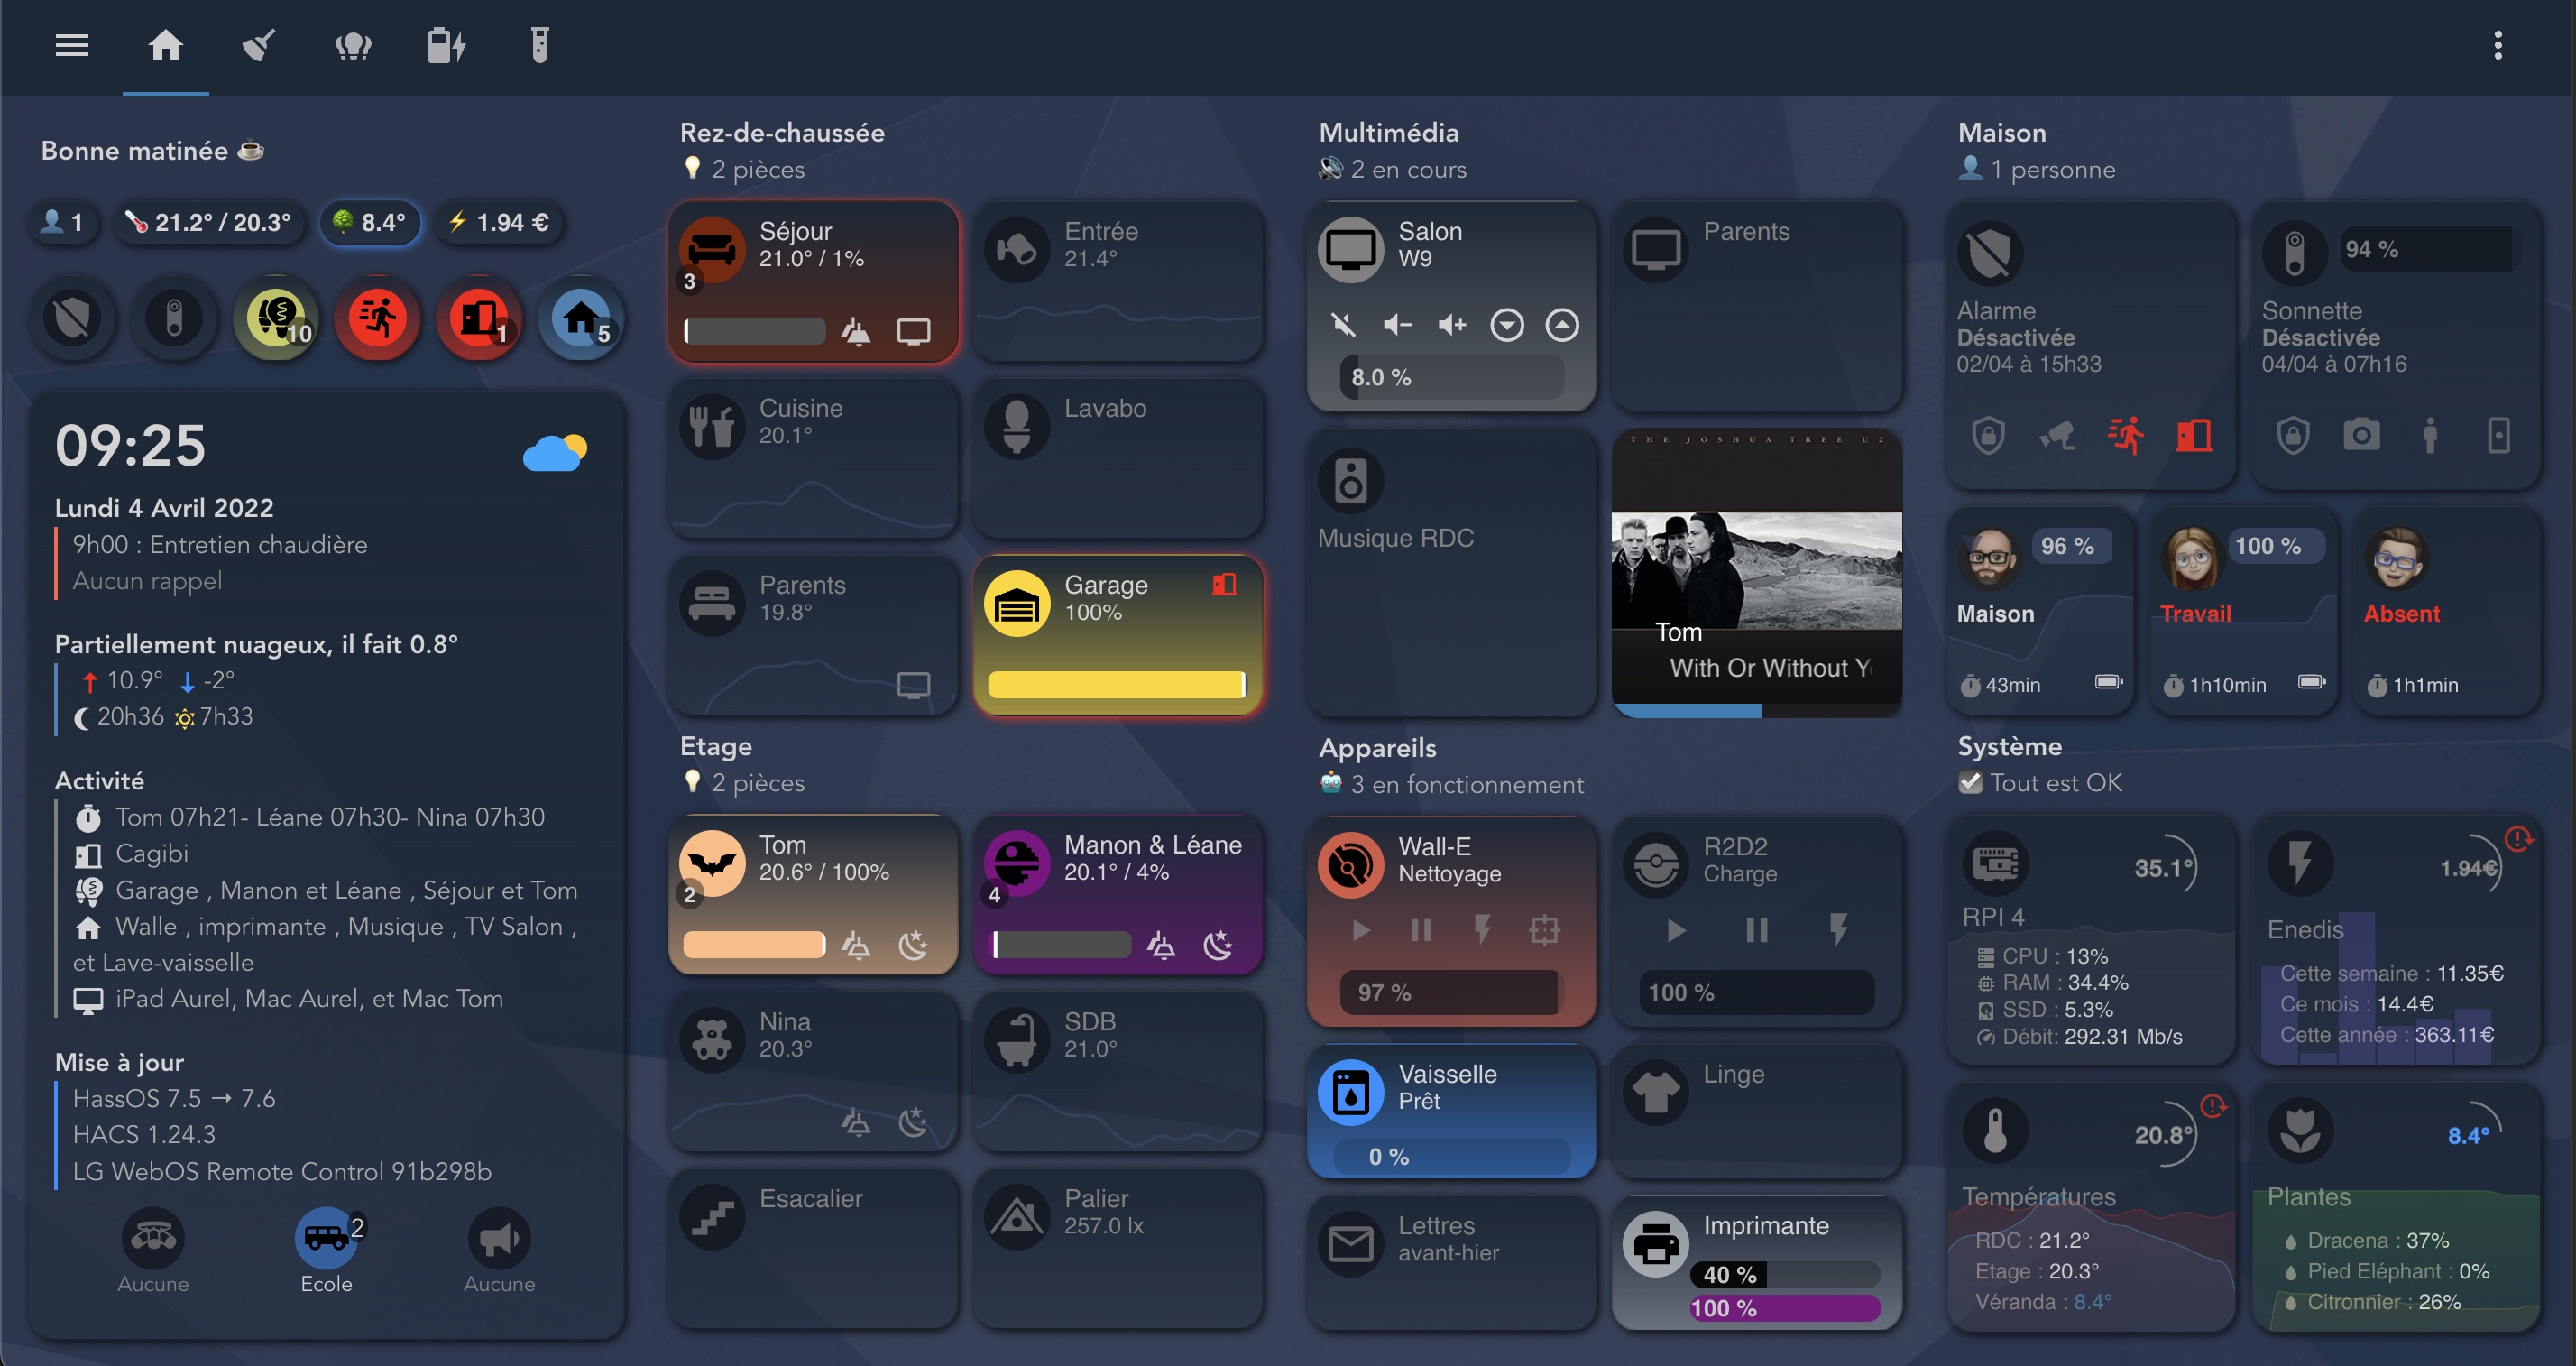 Bonne matinée
1
21.2° / 20.3°
8.4°
1.94 €
10
1
5
09:25
Lundi 4 Avril 2022
9h00 : Entretien chaudière
Aucun rappel
Partiellement nuageux, il fait 0.8°
10.9° -2°
20h36 7h33
Activité
Tom 07h21- Léane 07h30- Nina 07h30
Cagibi
Garage , Manon et Léane , Séjour et Tom
Walle , imprimante , Musique , TV Salon ,
et Lave-vaisselle
iPad Aurel, Mac Aurel, et Mac Tom
Mise à jour
HassOS 7.5 → 7.6
HACS 1.24.3
LG WebOS Remote Control 91b298b
2
Aucune
Ecole
Aucune
Rez-de-chaussée
2 pièces
Séjour
21.0° / 1%
3
Entrée
21.4°
Cuisine
20.1°
Lavabo
Parents
19.8°
Garage
100%
Etage
2 pièces
Tom
20.6° / 100%
2
Manon & Léane
20.1° / 4%
4
Nina
20.3°
SDB
21.0°
Esacalier
Palier
257.0 lx
Multimédia
2 en cours
Salon
W9
8.0 %
Parents
Musique RDC
THE JOSHUA TREE U2
Tom
With Or Without Y
Appareils
3 en fonctionnement
Wall-E
Nettoyage
97 %
R2D2
Charge
100 %
Vaisselle
Prêt
0 %
Linge
Lettres
avant-hier
Imprimante
40 %
100 %
Maison
1 personne
Alarme
Désactivée
02/04 à 15h33
94 %
Sonnette
Désactivée
04/04 à 07h16
96 %
Maison
43min
100 %
Travail
1h10min
Absent
1h1min
Système
Tout est OK
35.1°
RPI 4
CPU : 13%
RAM : 34.4%
SSD : 5.3%
Débit: 292.31 Mb/s
1.94€
Enedis
Cette semaine : 11.35€
Ce mois : 14.4€
Cette année : 363.11€
20.8°
Températures
RDC : 21.2°
Etage : 20.3°
Véranda : 8.4°
8.4°
Plantes
Dracena : 37%
Pied Eléphant : 0%
Citronnier : 26%